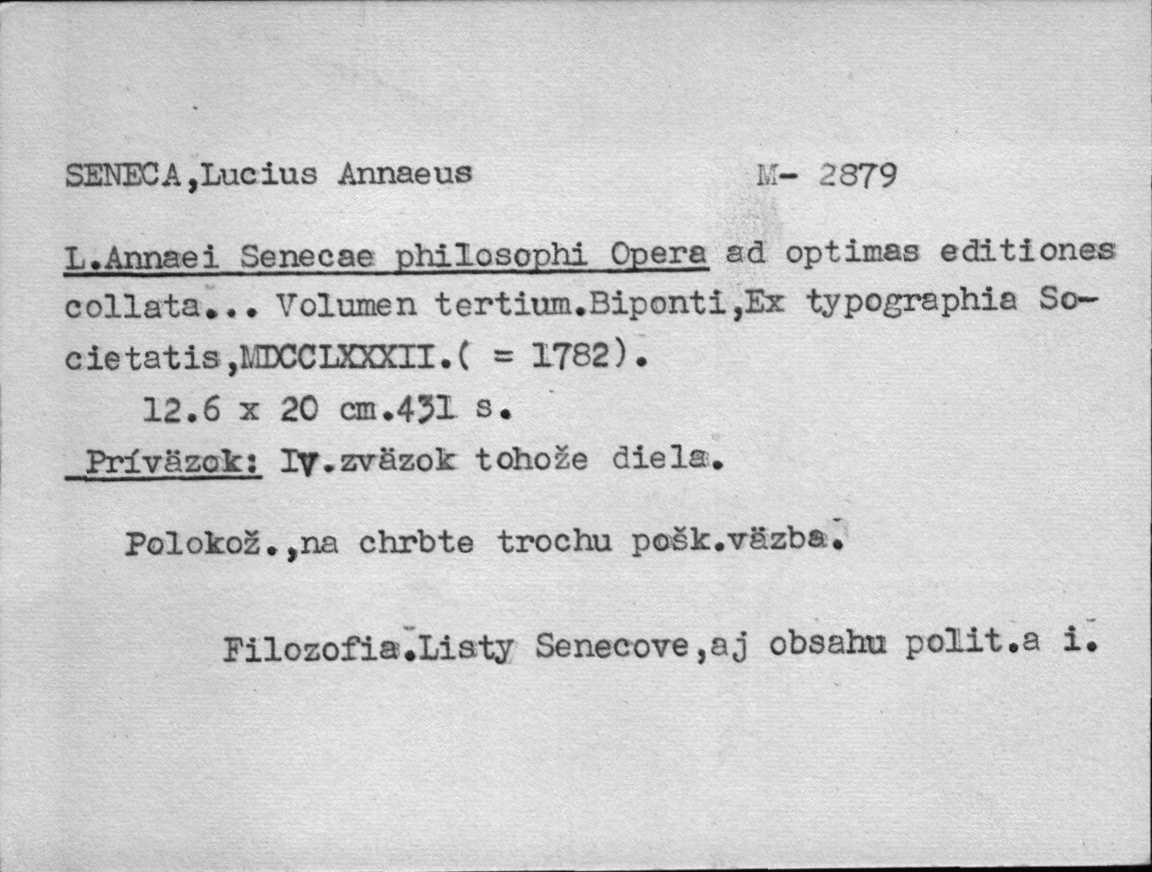 SENECA,Lucius Annaeus M- 2879
L.Annaei Senecae philosophi Opera ad optimas editiones
collata... Volumen tertium.Biponti,Ex typographia So-
cietatis,MDCCLXXXII.( = 1782).
12.6 x 20 cm.431 s.
Príväzok: IV.zväzok tohože diela.
Polokož.,na chrbte trochu pošk.väzba.
Filozofia.Listy Senecove,aj obsahu polit.a i.